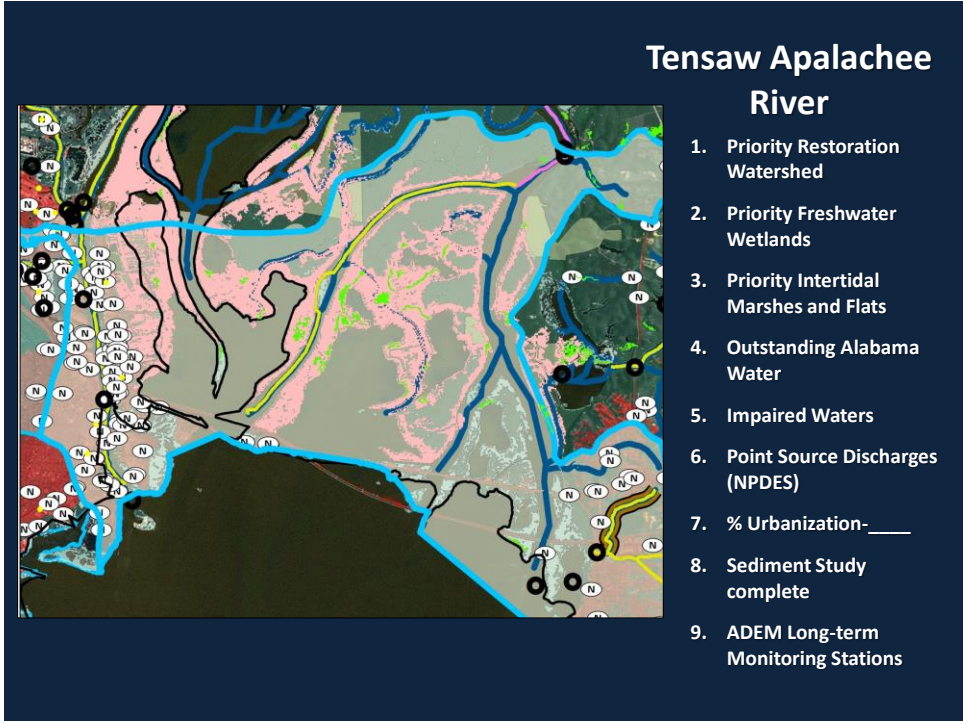 Tensaw Apalachee
River
1. Priority Restoration
Watershed
2. Priority Freshwater
Wetlands
3. Priority Intertidal
Marshes and Flats
4. Outstanding Alabama
Water
5. Impaired Waters
6. Point Source Discharges
(NPDES)
7. % Urbanization-____
8. Sediment Study
complete
9. ADEM Long-term
Monitoring Stations